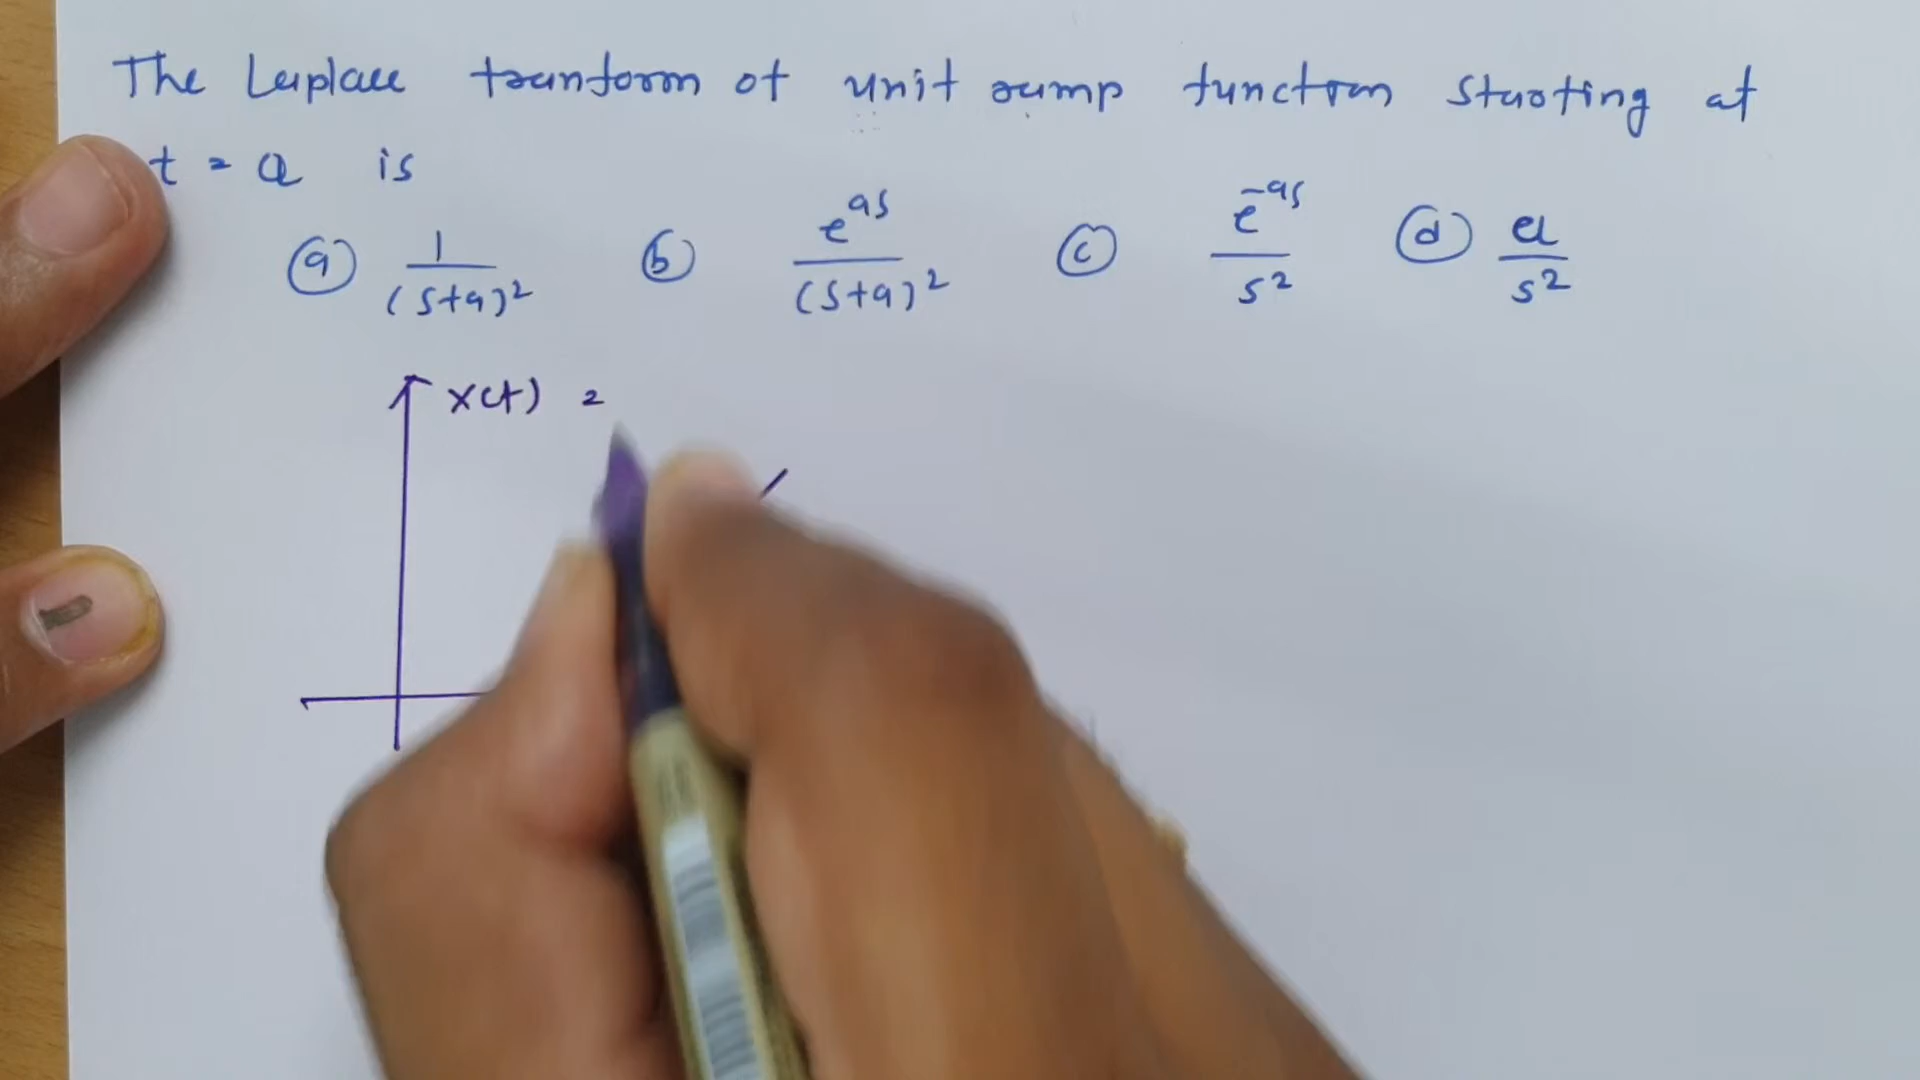 The Laplace transform of unit ramp function starting at
t = a is
(a) 1/(s+a)² (b) e^as/(s+a)² (c) e^-as/s² (d) a/s²
x(t) =